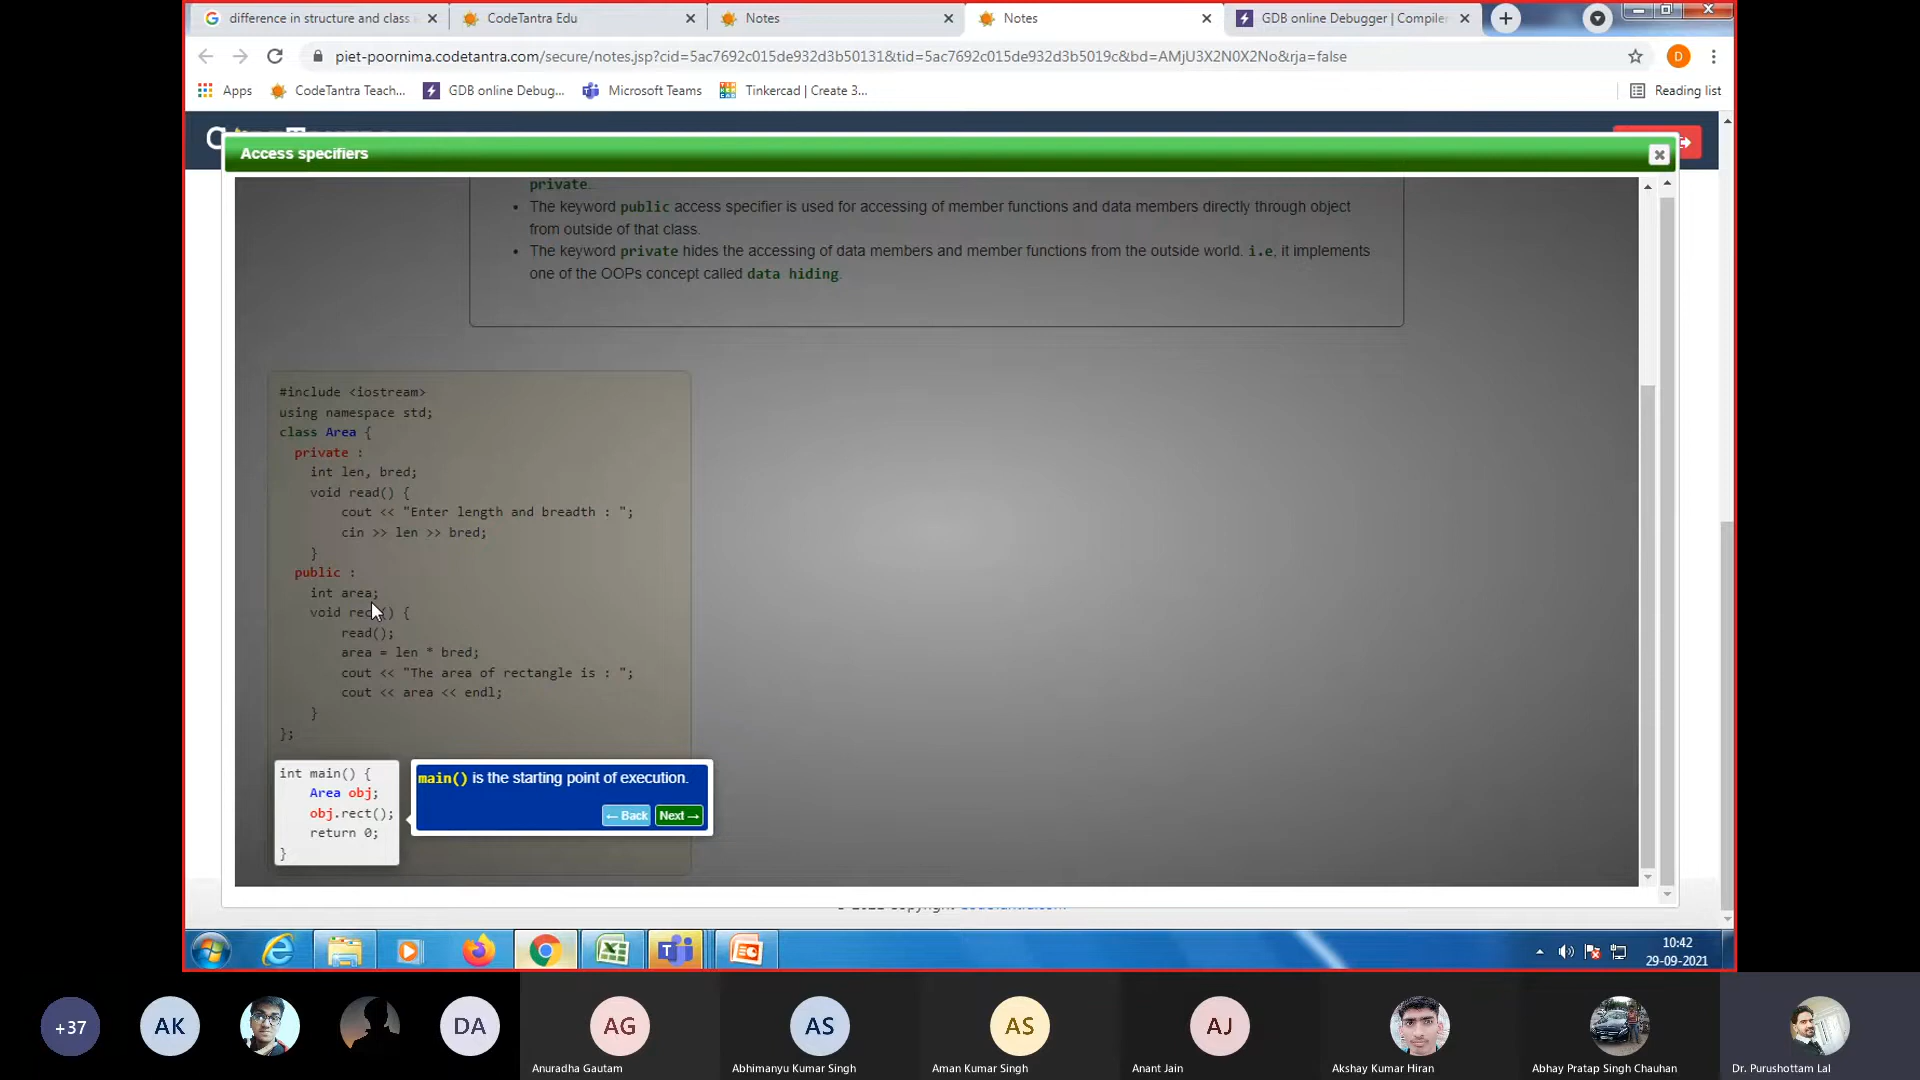 difference in structure and class
CodeTantra Edu
Notes
Notes
GDB online Debugger | Compiler
piet-poornima.codetantra.com/secure/notes.jsp?cid=5ac7692c015de932d3b50131&tid=5ac7692c015de932d3b5019c&bd=AMjU3X2N0X2No&rja=false
D
Apps
CodeTantra Teach...
GDB online Debug...
Microsoft Teams
Tinkercad | Create 3...
Reading list
Access specifiers
private.
• The keyword public access specifier is used for accessing of member functions and data members directly through object
from outside of that class.
• The keyword private hides the accessing of data members and member functions from the outside world. i.e, it implements
one of the OOPs concept called data hiding.
#include <iostream>
using namespace std;
class Area {
private :
int len, bred;
void read() {
cout << "Enter length and breadth : ";
cin >> len >> bred;
}
public :
int area;
void rect() {
read();
area = len * bred;
cout << "The area of rectangle is : ";
cout << area << endl;
}
};
int main() {
Area obj;
obj.rect();
return 0;
}
main() is the starting point of execution.
← Back
Next →
10:42
29-09-2021
+37
AK
DA
AG
AS
AS
AJ
Anuradha Gautam
Abhimanyu Kumar Singh
Aman Kumar Singh
Anant Jain
Akshay Kumar Hiran
Abhay Pratap Singh Chauhan
Dr. Purushottam Lal